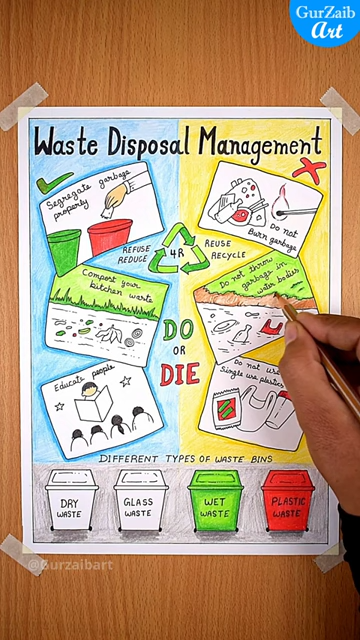 GurZaib
Art
Waste Disposal Management
Segregate garbage
properly
Do not
Burn garbage
REFUSE
REDUCE
4R
REUSE
RECYCLE
Compost your
kitchen waste
Do not throw
garbage in
water bodies
DO
OR
DIE
Educate people
Do not use
Single use plastics
DIFFERENT TYPES OF WASTE BINS
DRY
WASTE
GLASS
WASTE
WET
WASTE
PLASTIC
WASTE
@Gurzaibart